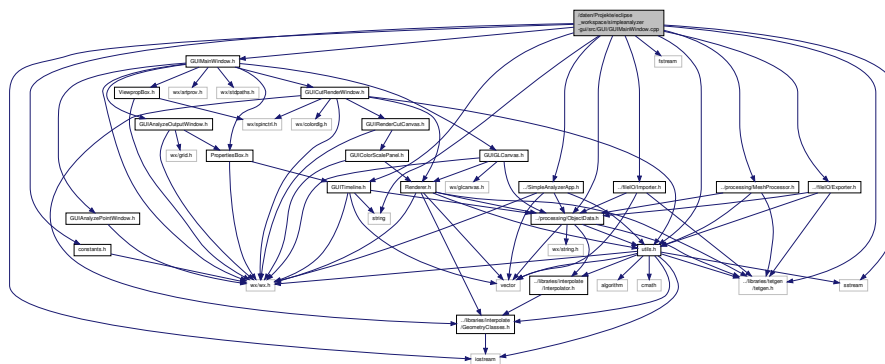 /daten/Projekte/eclipse
_workspace/simpleanalyzer
-gui/src/GUI/GUIMainWindow.cpp
GUIMainWindow.h
fstream
ViewpropBox.h
wx/artprov.h
wx/stdpaths.h
GUICutRenderWindow.h
GUIAnalyzeOutputWindow.h
wx/spinctrl.h
wx/colordlg.h
GUIRenderCutCanvas.h
wx/grid.h
PropertiesBox.h
GUIColorScalePanel.h
GUIGLCanvas.h
GUITimeline.h
Renderer.h
wx/glcanvas.h
../SimpleAnalyzerApp.h
../fileIO/Importer.h
../processing/MeshProcessor.h
../fileIO/Exporter.h
GUIAnalyzePointWindow.h
string
../processing/ObjectData.h
constants.h
wx/string.h
utils.h
wx/wx.h
vector
../libraries/interpolate
/Interpolator.h
algorithm
cmath
../libraries/tetgen
/tetgen.h
sstream
../libraries/interpolate
/GeometryClasses.h
iostream